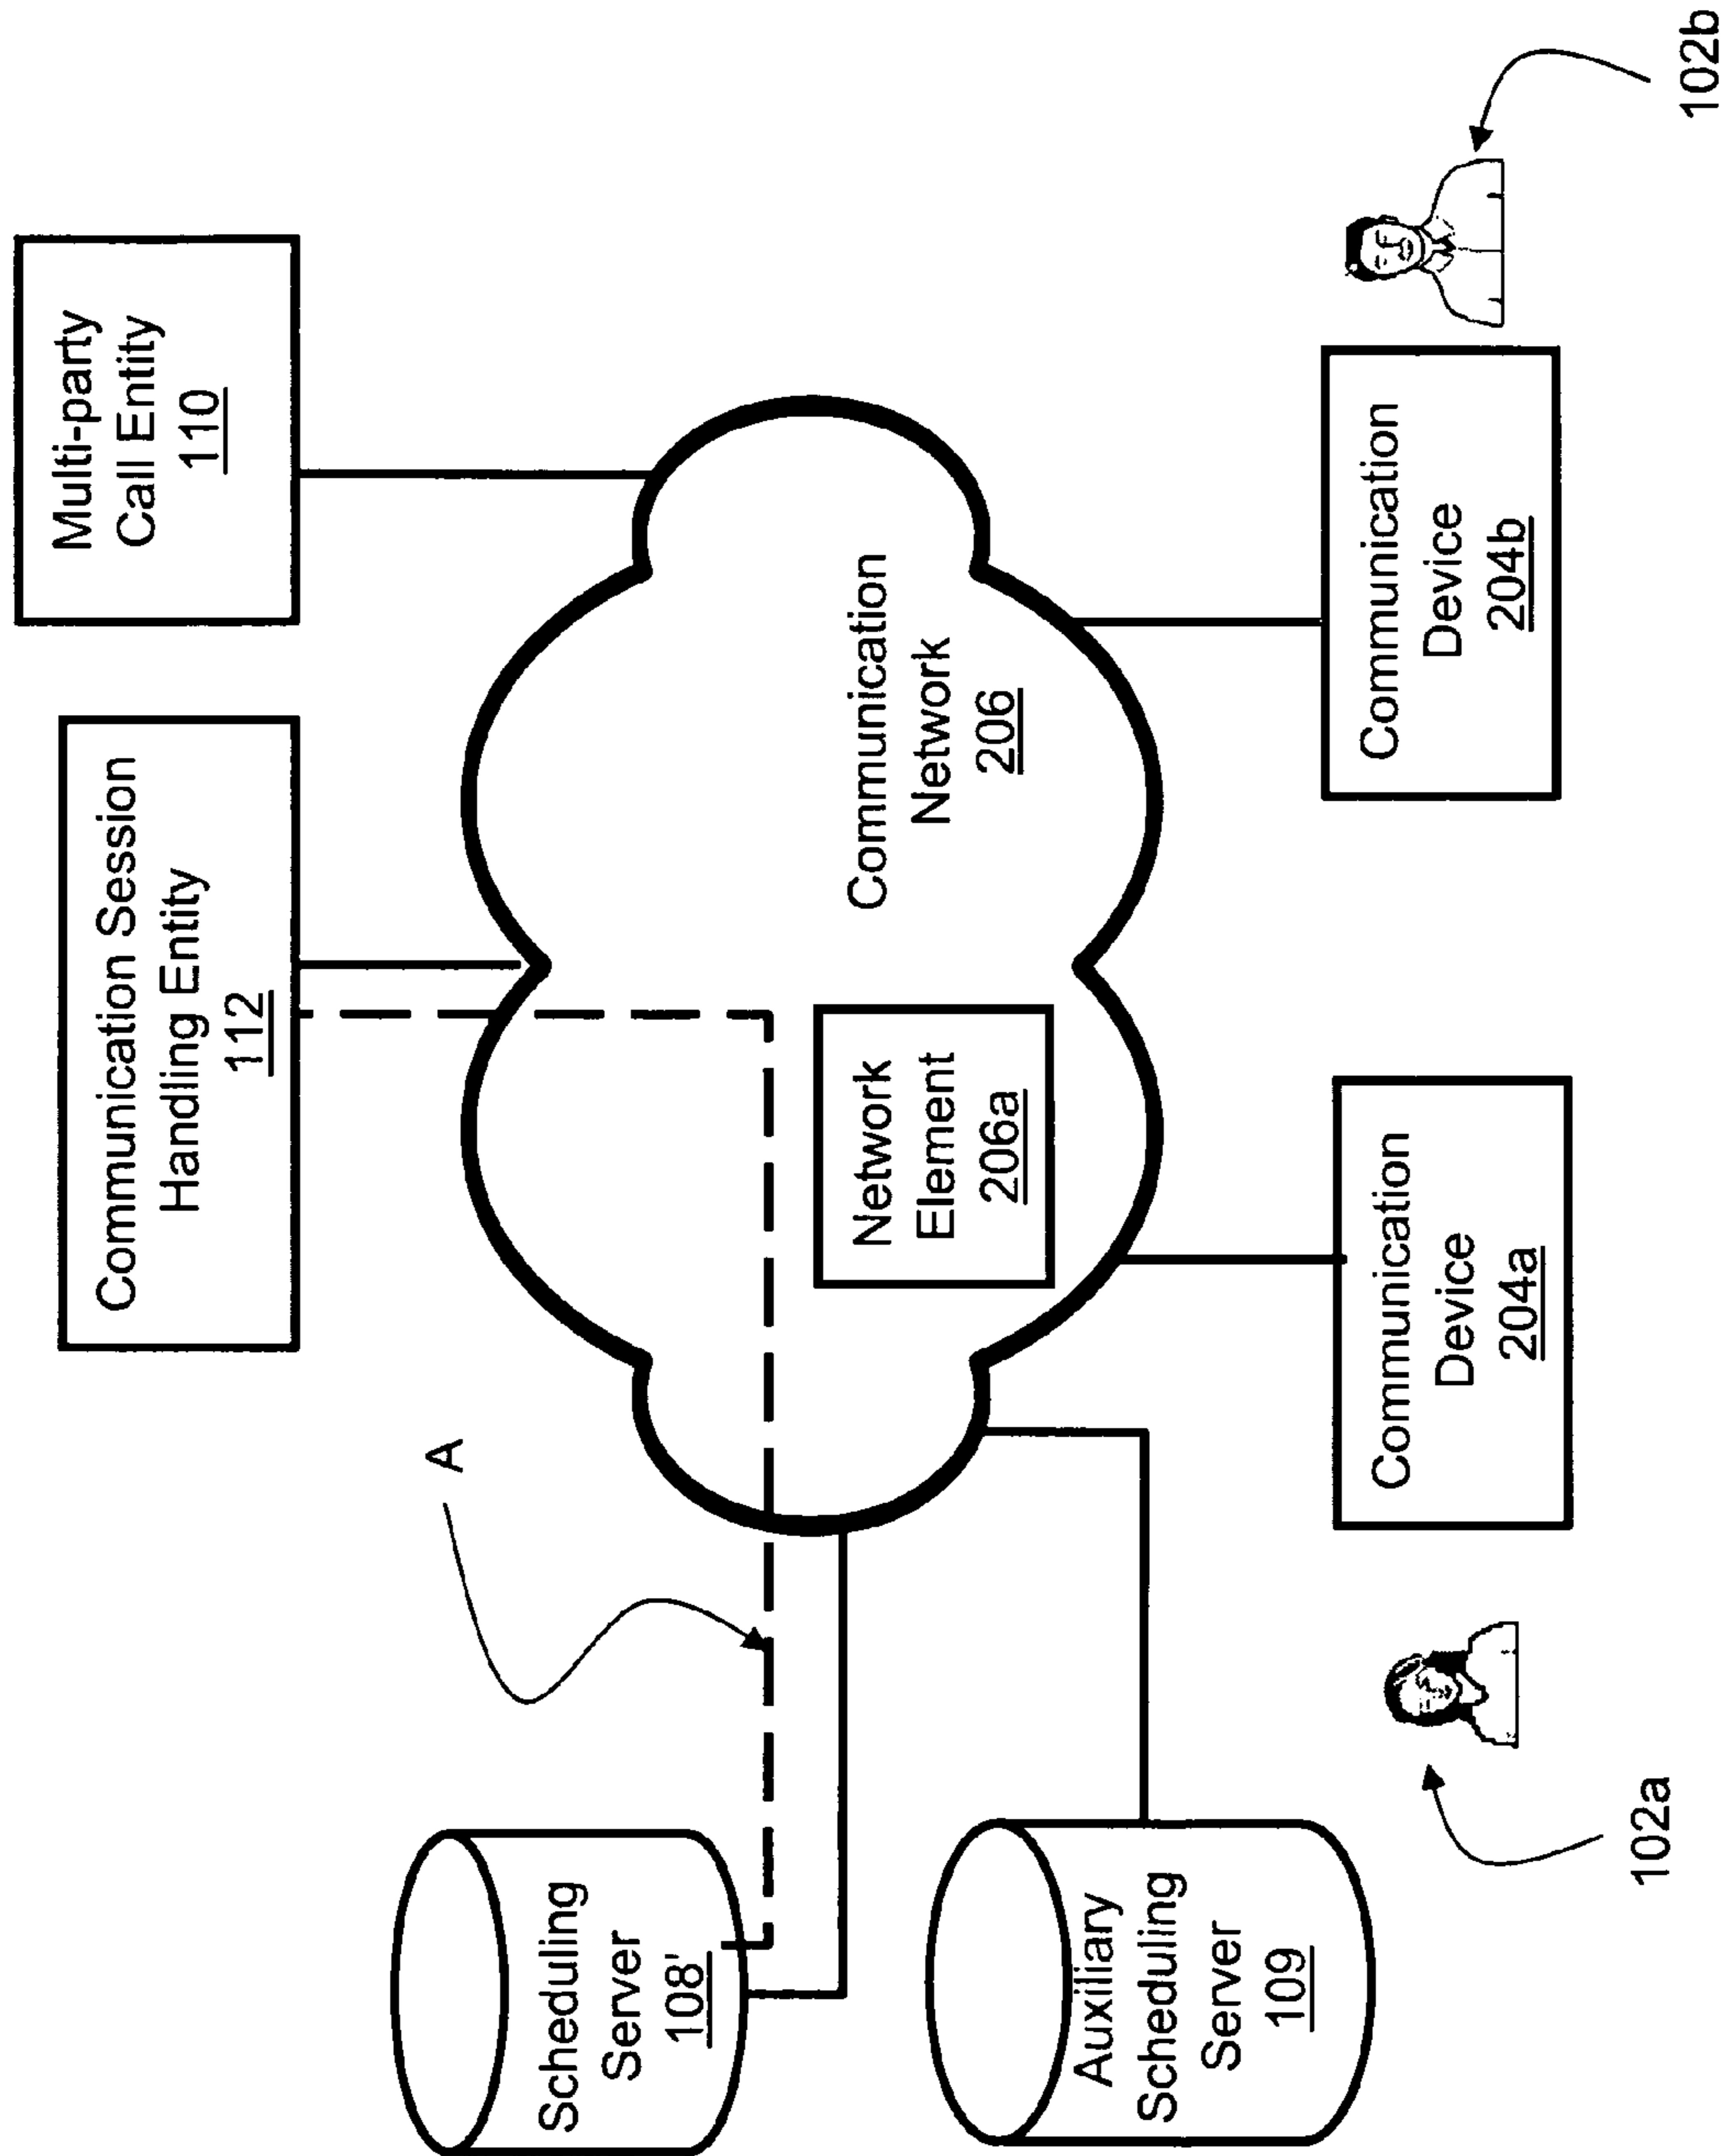 Multi-party
Call Entity
110
Communication Session
Handling Entity
112
A
Scheduling
Server
108'
Communication
Network
206
Network
Element
206a
Auxiliary
Scheduling
Server
109
Communication
Device
204a
Communication
Device
204b
102a
102b